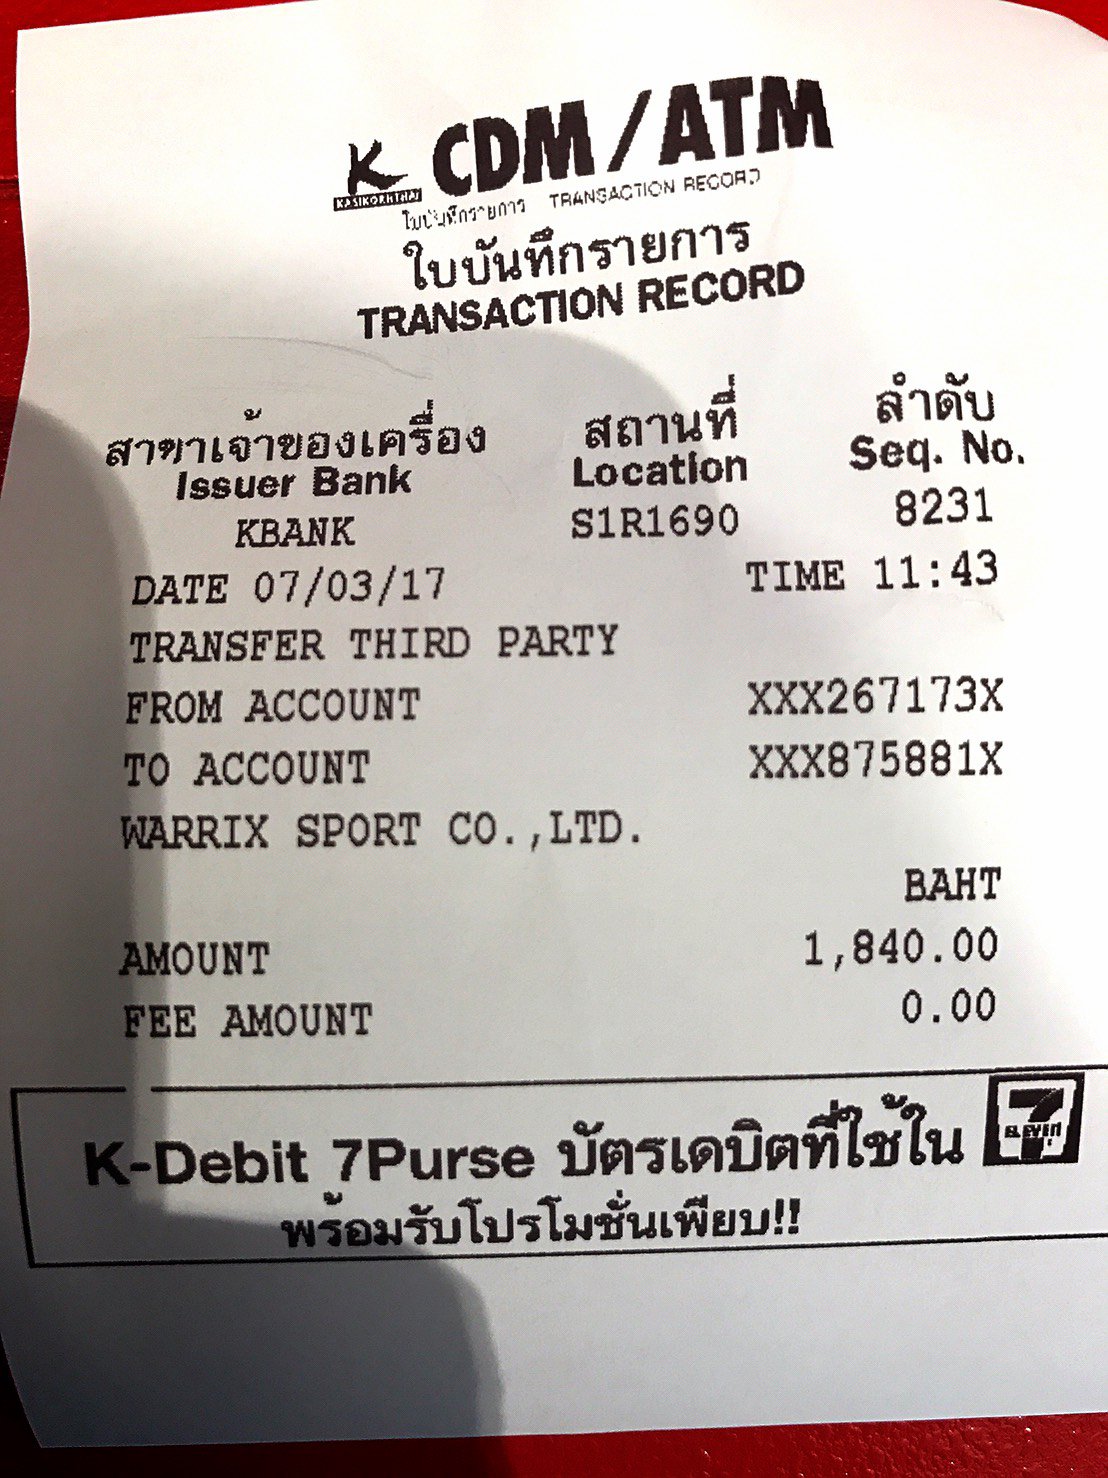 K CDM/ATM
KASIKORNTHAI
ใบบันทึกรายการ TRANSACTION RECORD
ใบบันทึกรายการ
TRANSACTION RECORD
สาขาเจ้าของเครื่อง สถานที่ ลำดับ
Issuer Bank Location Seq. No.
KBANK S1R1690 8231
DATE 07/03/17 TIME 11:43
TRANSFER THIRD PARTY
FROM ACCOUNT XXX267173X
TO ACCOUNT XXX875881X
WARRIX SPORT CO.,LTD.
BAHT
AMOUNT 1,840.00
FEE AMOUNT 0.00
K-Debit 7Purse บัตรเดบิตที่ใช้ใน 7 ELEVEN
พร้อมรับโปรโมชั่นเพียบ!!